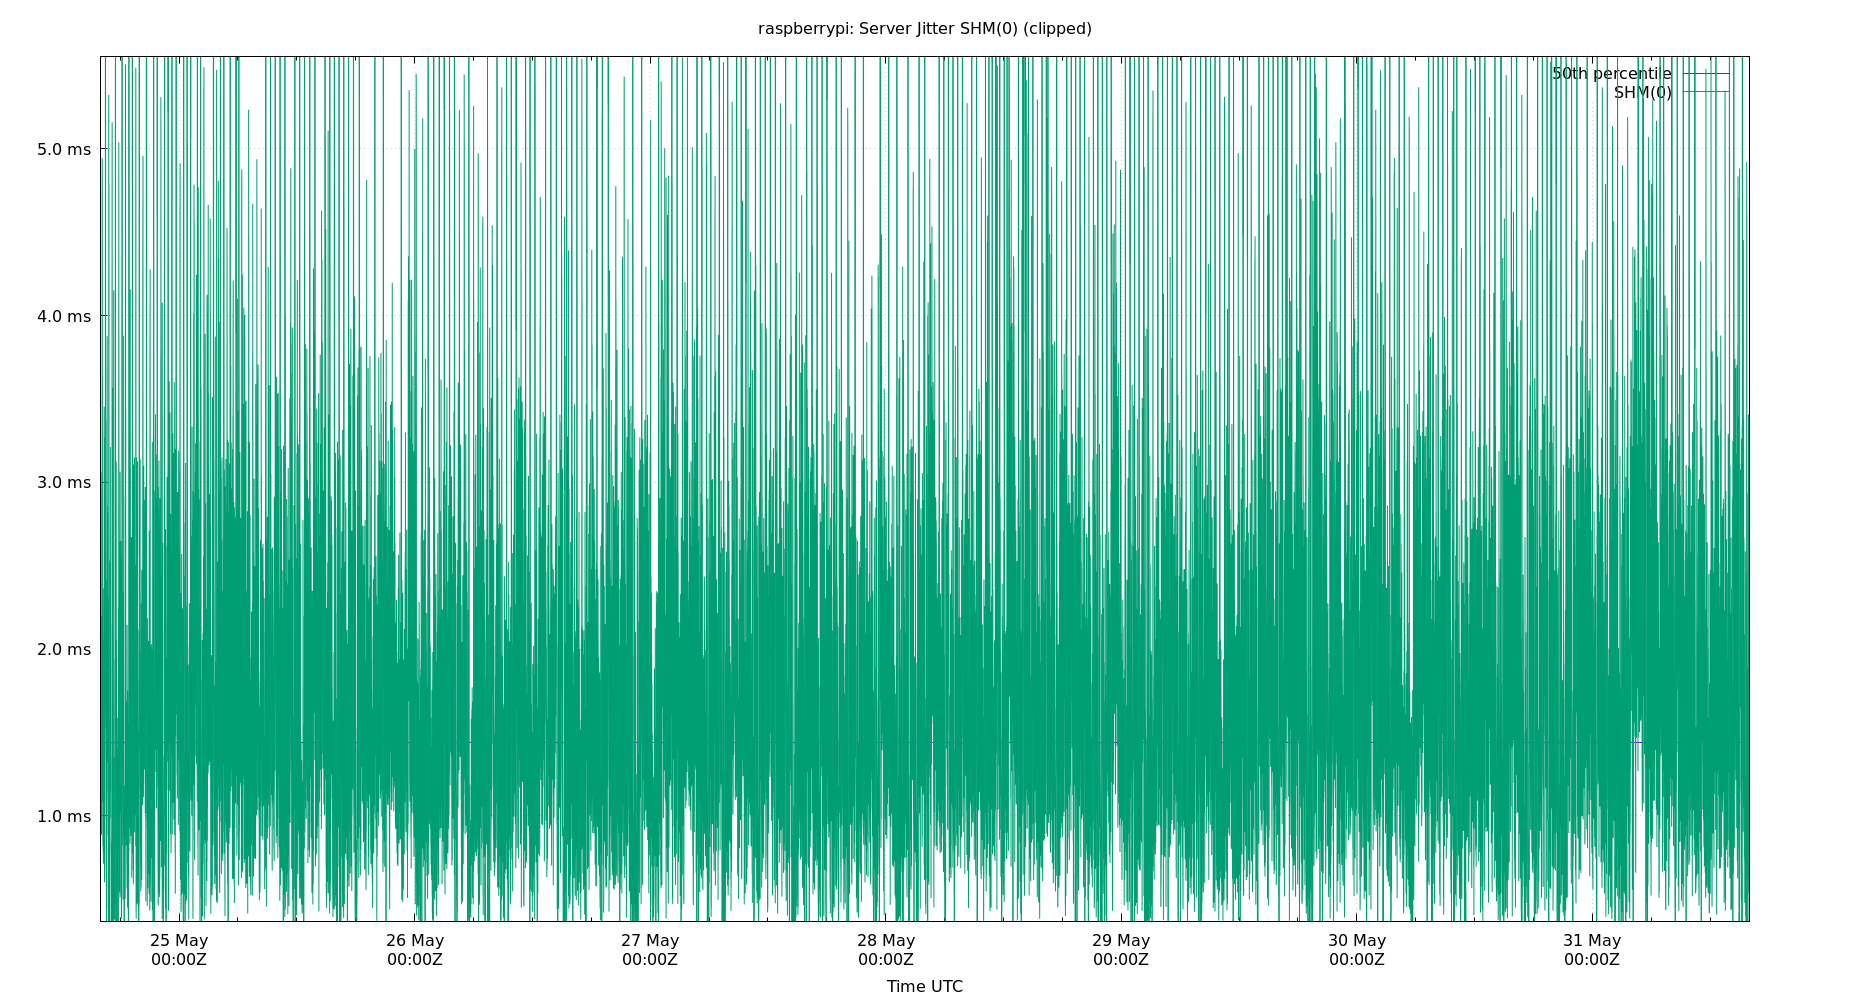 raspberrypi: Server Jitter SHM(0) (clipped)
50th percentile
SHM(0)
5.0 ms
4.0 ms
3.0 ms
2.0 ms
1.0 ms
25 May 26 May 27 May 28 May 29 May 30 May 31 May
00:00Z 00:00Z 00:00Z 00:00Z 00:00Z 00:00Z 00:00Z
Time UTC